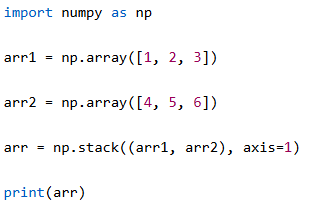 import numpy as np
arr1 = np.array([1, 2, 3])
arr2 = np.array([4, 5, 6])
arr = np.stack((arr1, arr2), axis=1)
print(arr)